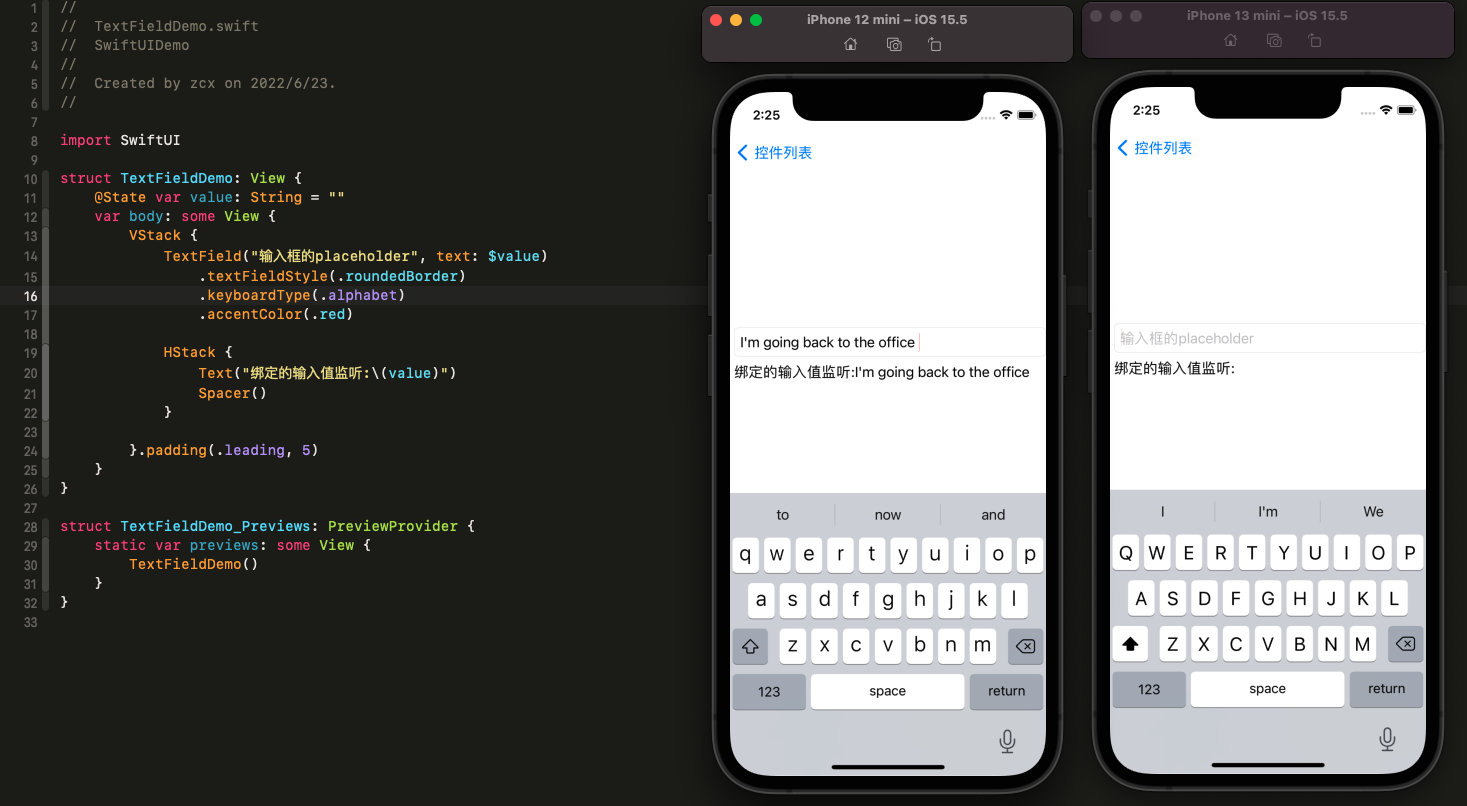 1 //
2 //  TextFieldDemo.swift
3 //  SwiftUIDemo
4 //
5 //  Created by zcx on 2022/6/23.
6 //
7
8 import SwiftUI
9
10 struct TextFieldDemo: View {
11     @State var value: String = ""
12     var body: some View {
13         VStack {
14             TextField("输入框的placeholder", text: $value)
15                 .textFieldStyle(.roundedBorder)
16                 .keyboardType(.alphabet)
17                 .accentColor(.red)
18
19             HStack {
20                 Text("绑定的输入值监听:\(value)")
21                 Spacer()
22             }
23
24         }.padding(.leading, 5)
25     }
26 }
27
28 struct TextFieldDemo_Previews: PreviewProvider {
29     static var previews: some View {
30         TextFieldDemo()
31     }
32 }
33
iPhone 12 mini – iOS 15.5
2:25
控件列表
I'm going back to the office
绑定的输入值监听:I'm going back to the office
to now and
q w e r t y u i o p
a s d f g h j k l
z x c v b n m
123 space return
iPhone 13 mini – iOS 15.5
2:25
控件列表
输入框的placeholder
绑定的输入值监听:
I I'm We
Q W E R T Y U I O P
A S D F G H J K L
Z X C V B N M
123 space return